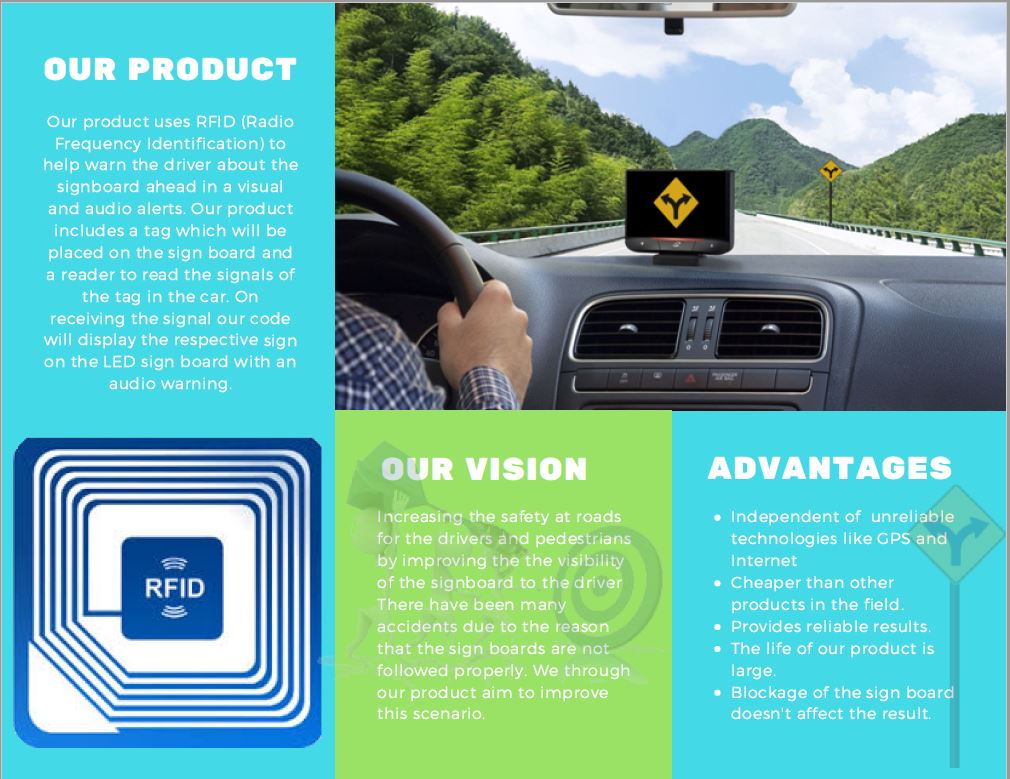 OUR PRODUCT
Our product uses RFID (Radio
Frequency Identification) to
help warn the driver about the
signboard ahead in a visual
and audio alerts. Our product
includes a tag which will be
placed on the sign board and
a reader to read the signals of
the tag in the car. On
receiving the signal our code
will display the respective sign
on the LED sign board with an
audio warning.
RFID
OUR VISION
Increasing the safety at roads
for the drivers and pedestrians
by improving the the visibility
of the signboard to the driver
There have been many
accidents due to the reason
that the sign boards are not
followed properly. We through
our product aim to improve
this scenario.
ADVANTAGES
• Independent of  unreliable
technologies like GPS and
Internet
• Cheaper than other
products in the field.
• Provides reliable results.
• The life of our product is
large.
• Blockage of the sign board
doesn't affect the result.